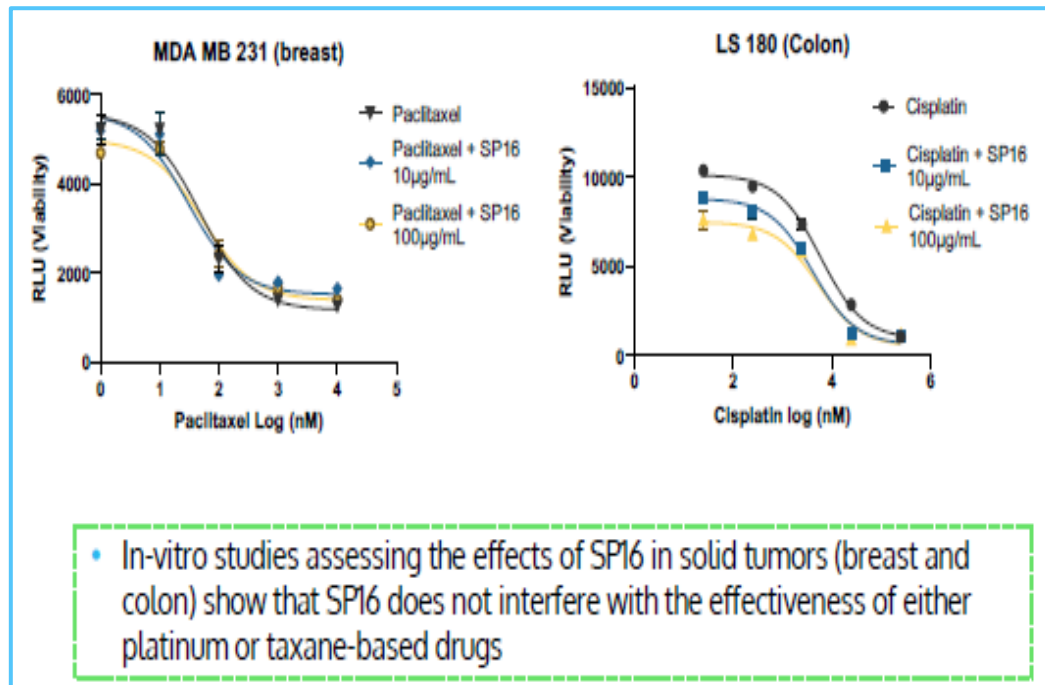 MDA MB 231 (breast)
6000
4000
2000
0
RLU (Viability)
0 1 2 3 4 5
Paclitaxel Log (nM)
Paclitaxel
Paclitaxel + SP16
10µg/mL
Paclitaxel + SP16
100µg/mL
LS 180 (Colon)
15000
10000
5000
0
RLU (Viability)
0 2 4 6
Cisplatin log (nM)
Cisplatin
Cisplatin + SP16
10µg/mL
Cisplatin + SP16
100µg/mL
• In-vitro studies assessing the effects of SP16 in solid tumors (breast and
colon) show that SP16 does not interfere with the effectiveness of either
platinum or taxane-based drugs